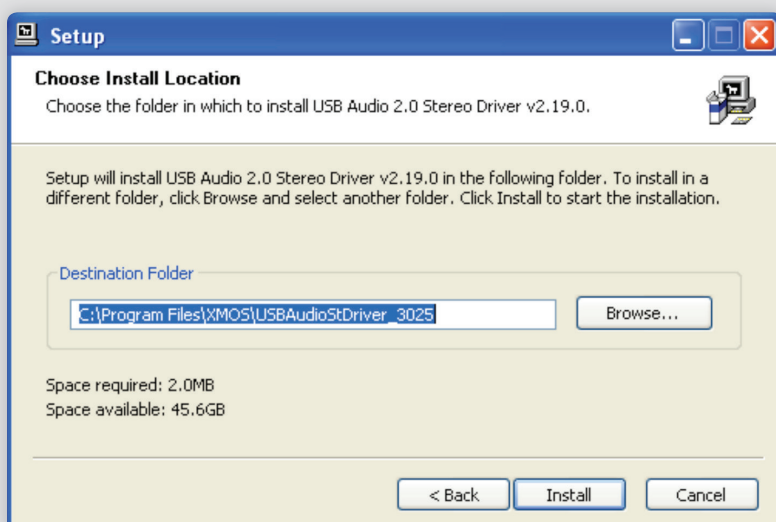 Setup
Choose Install Location
Choose the folder in which to install USB Audio 2.0 Stereo Driver v2.19.0.
Setup will install USB Audio 2.0 Stereo Driver v2.19.0 in the following folder. To install in a
different folder, click Browse and select another folder. Click Install to start the installation.
Destination Folder
C:\Program Files\XMOS\USBAudioStDriver_3025
Browse...
Space required: 2.0MB
Space available: 45.6GB
< Back
Install
Cancel